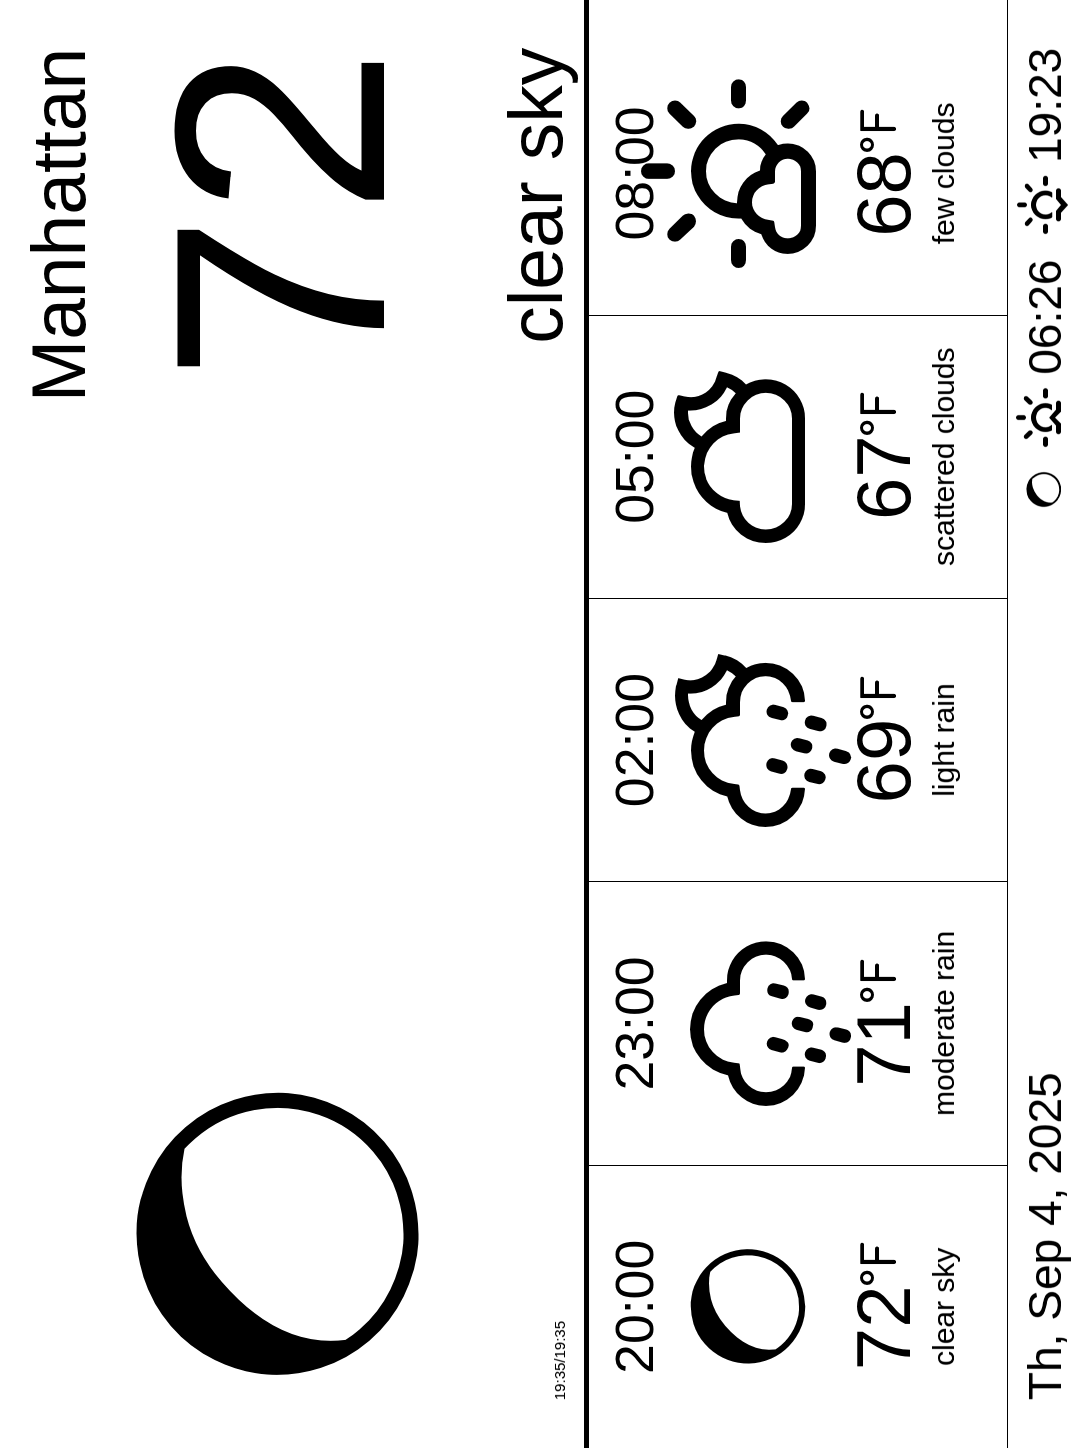 Manhattan
72
clear sky
19:35/19:35
20:00
72°F
clear sky
23:00
71°F
moderate rain
02:00
69°F
light rain
05:00
67°F
scattered clouds
08:00
68°F
few clouds
Th, Sep 4, 2025
06:26 19:23